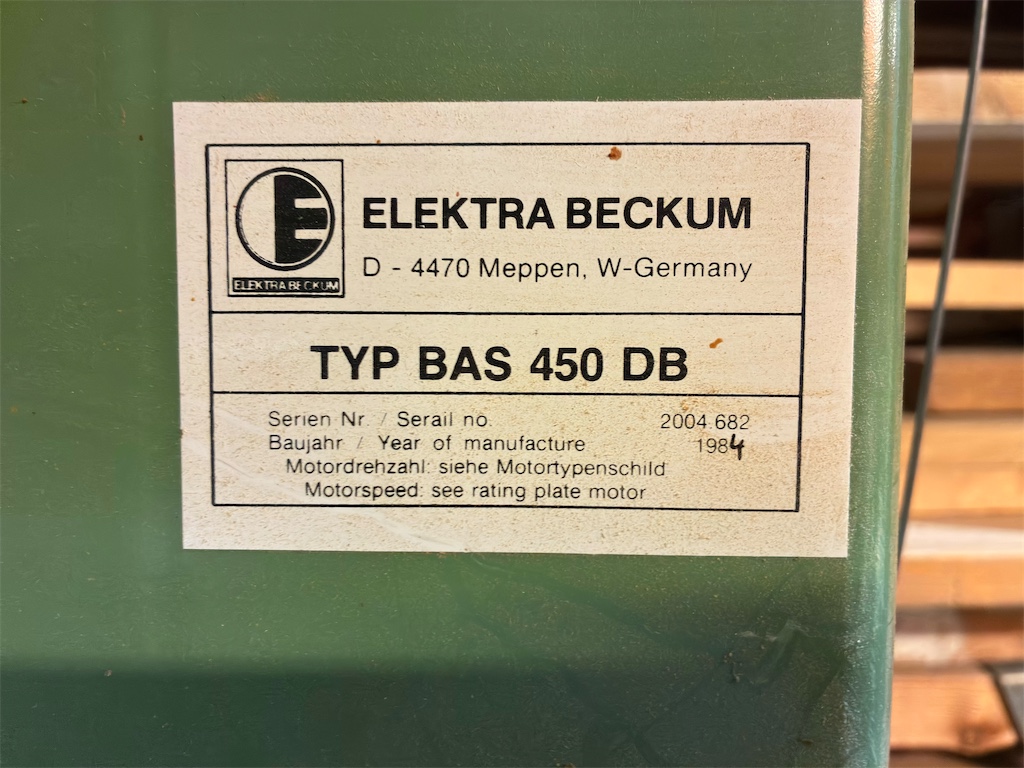 ELEKTRA BECKUM
ELEKTRA BECKUM
D - 4470 Meppen, W-Germany
TYP BAS 450 DB
Serien Nr. / Serail no. 2004.682
Baujahr / Year of manufacture 1984
Motordrehzahl: siehe Motortypenschild
Motorspeed: see rating plate motor